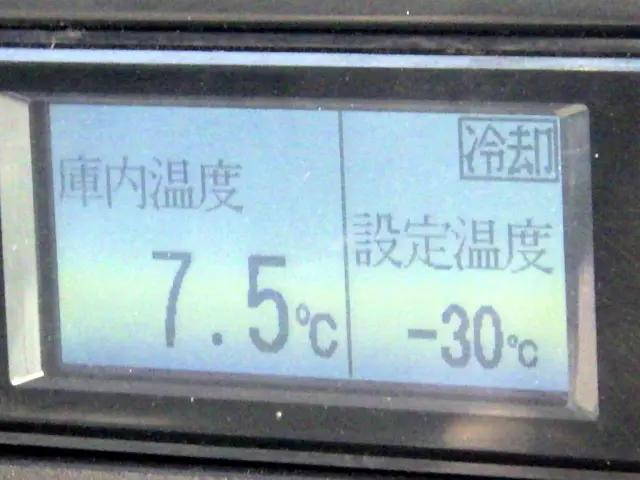 庫内温度
7.5℃
冷却
設定温度
-30℃